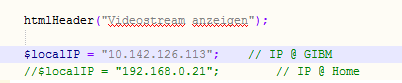 htmlHeader("Videostream anzeigen");
$localIP = "10.142.126.113";    // IP @ GIBM
//$localIP = "192.168.0.21";        // IP @ Home